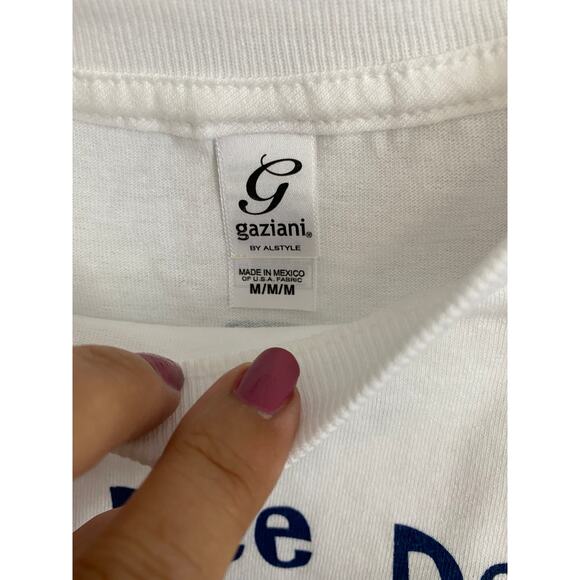 G
gaziani®
BY ALSTYLE
MADE IN MEXICO
OF U.S.A. FABRIC
M/M/M